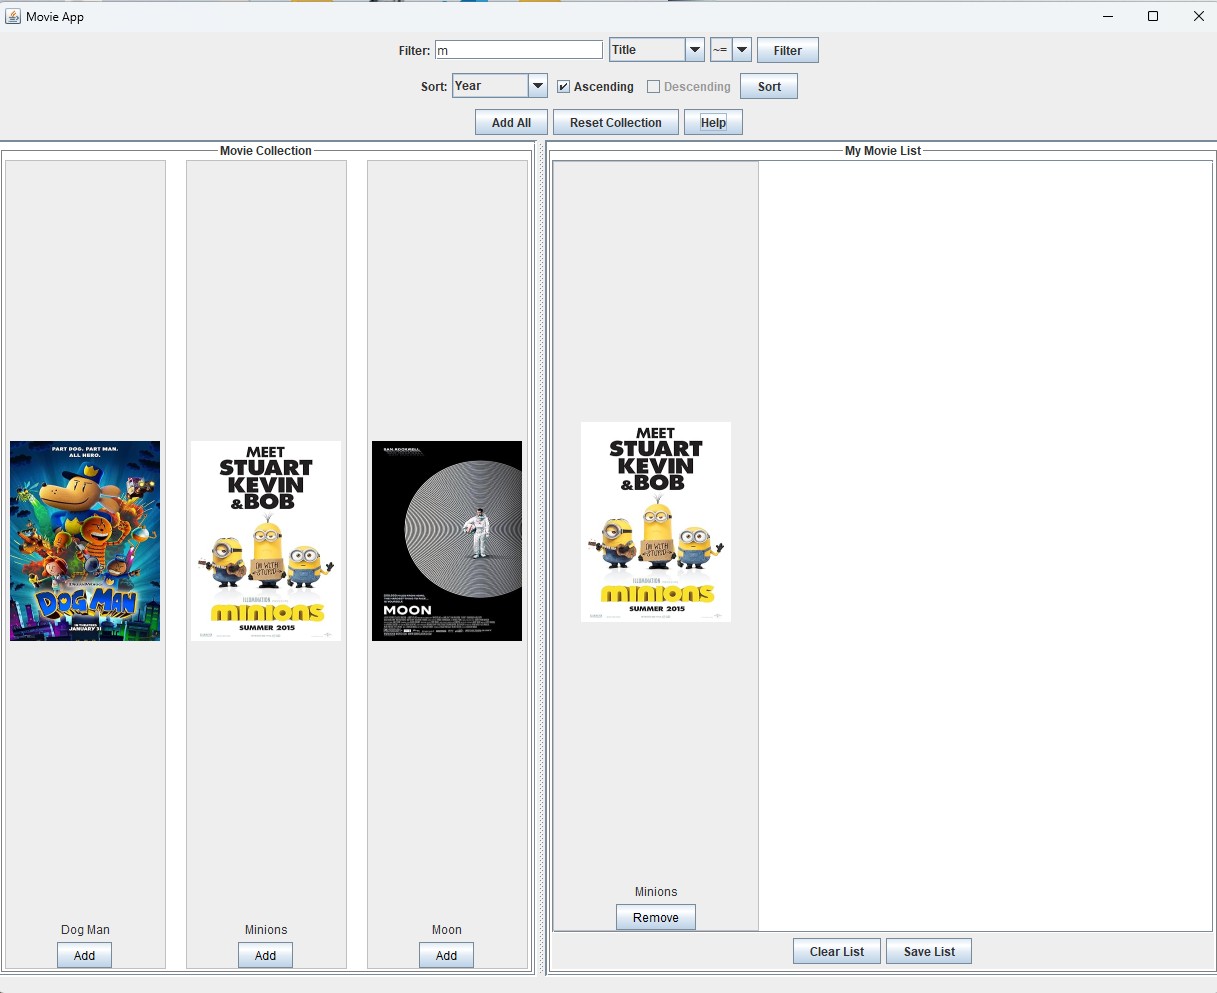 Movie App
Filter: m Title ~= Filter
Sort: Year Ascending Descending Sort
Add All Reset Collection Help
Movie Collection
My Movie List
PART DOG. PART MAN.
ALL HERO.
DOG MAN
IN THEATERS
JANUARY 31
Dog Man
Add
MEET
STUART
KEVIN
&BOB
I'M WITH
STUPID
ILLUMINATION
minions
SUMMER 2015
Minions
Add
SAM ROCKWELL
MOON
Moon
Add
MEET
STUART
KEVIN
&BOB
I'M WITH
STUPID
ILLUMINATION
minions
SUMMER 2015
Minions
Remove
Clear List Save List